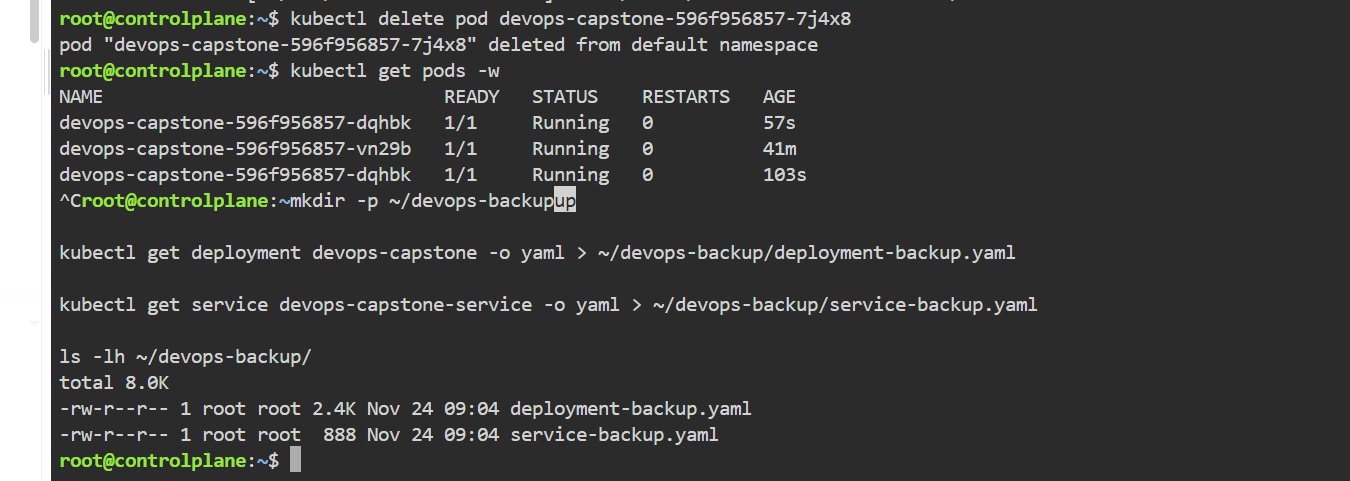 root@controlplane:~$ kubectl delete pod devops-capstone-596f956857-7j4x8
pod "devops-capstone-596f956857-7j4x8" deleted from default namespace
root@controlplane:~$ kubectl get pods -w
NAME READY STATUS RESTARTS AGE
devops-capstone-596f956857-dqhbk 1/1 Running 0 57s
devops-capstone-596f956857-vn29b 1/1 Running 0 41m
devops-capstone-596f956857-dqhbk 1/1 Running 0 103s
^Croot@controlplane:~mkdir -p ~/devops-backupup
kubectl get deployment devops-capstone -o yaml > ~/devops-backup/deployment-backup.yaml
kubectl get service devops-capstone-service -o yaml > ~/devops-backup/service-backup.yaml
ls -lh ~/devops-backup/
total 8.0K
-rw-r--r-- 1 root root 2.4K Nov 24 09:04 deployment-backup.yaml
-rw-r--r-- 1 root root 888 Nov 24 09:04 service-backup.yaml
root@controlplane:~$